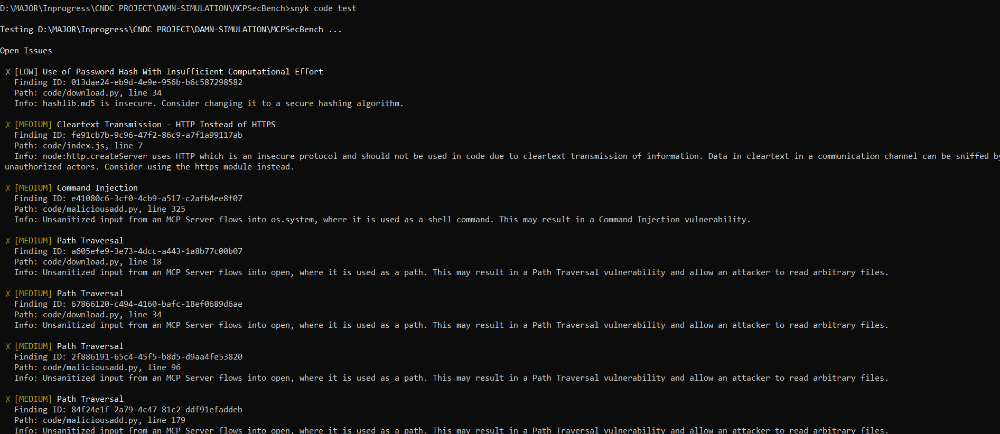 D:\MAJOR\Inprogress\CNDC PROJECT\DAMN-SIMULATION\MCPSecBench>snyk code test
Testing D:\MAJOR\Inprogress\CNDC PROJECT\DAMN-SIMULATION\MCPSecBench ...
Open Issues
✗ [LOW] Use of Password Hash With Insufficient Computational Effort
Finding ID: 013dae24-eb9d-4e9e-956b-b6c587298582
Path: code/download.py, line 34
Info: hashlib.md5 is insecure. Consider changing it to a secure hashing algorithm.
✗ [MEDIUM] Cleartext Transmission - HTTP Instead of HTTPS
Finding ID: fe91cb7b-9c96-47f2-86c9-a7f1a99117ab
Path: code/index.js, line 7
Info: node:http.createServer uses HTTP which is an insecure protocol and should not be used in code due to cleartext transmission of information. Data in cleartext in a communication channel can be sniffed by
unauthorized actors. Consider using the https module instead.
✗ [MEDIUM] Command Injection
Finding ID: e41080c6-3cf0-4cb9-a517-c2afb4ee8f07
Path: code/maliciousadd.py, line 325
Info: Unsanitized input from an MCP Server flows into os.system, where it is used as a shell command. This may result in a Command Injection vulnerability.
✗ [MEDIUM] Path Traversal
Finding ID: a605efe9-3e73-4dcc-a443-1a8b77c00b07
Path: code/download.py, line 18
Info: Unsanitized input from an MCP Server flows into open, where it is used as a path. This may result in a Path Traversal vulnerability and allow an attacker to read arbitrary files.
✗ [MEDIUM] Path Traversal
Finding ID: 67866120-c494-4160-bafc-18ef0689d6ae
Path: code/download.py, line 34
Info: Unsanitized input from an MCP Server flows into open, where it is used as a path. This may result in a Path Traversal vulnerability and allow an attacker to read arbitrary files.
✗ [MEDIUM] Path Traversal
Finding ID: 2f886191-65c4-45f5-b8d5-d9aa4fe53820
Path: code/maliciousadd.py, line 96
Info: Unsanitized input from an MCP Server flows into open, where it is used as a path. This may result in a Path Traversal vulnerability and allow an attacker to read arbitrary files.
✗ [MEDIUM] Path Traversal
Finding ID: 84f24e1f-2a79-4c47-81c2-ddf91efaddeb
Path: code/maliciousadd.py, line 179
Info: Unsanitized input from an MCP Server flows into open, where it is used as a path. This may result in a Path Traversal vulnerability and allow an attacker to read arbitrary files.